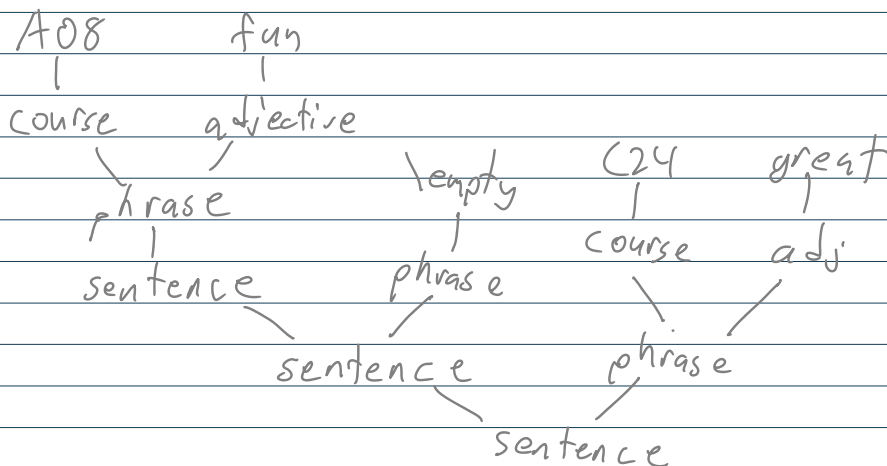 A08 fun
course adjective
\empty C24 great
phrase
course adj
sentence phrase
sentence phrase
sentence